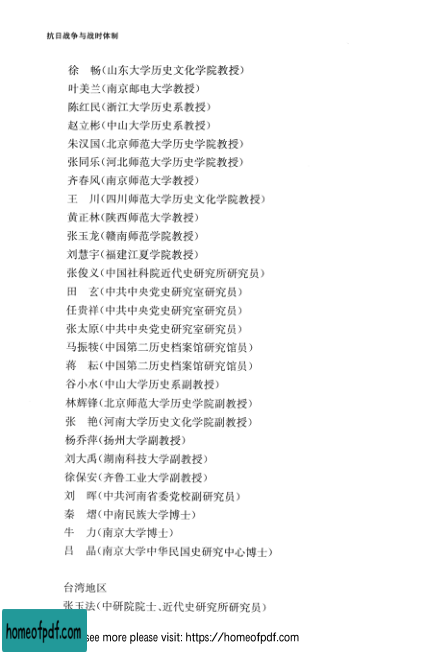 抗日战争与战时体制
徐　畅(山东大学历史文化学院教授)
叶美兰(南京邮电大学教授)
陈红民(浙江大学历史系教授)
赵立彬(中山大学历史系教授)
朱汉国(北京师范大学历史学院教授)
张同乐(河北师范大学历史学院教授)
齐春风(南京师范大学教授)
王　川(四川师范大学历史文化学院教授)
黄正林(陕西师范大学教授)
张玉龙(赣南师范学院教授)
刘慧宇(福建江夏学院教授)
张俊义(中国社科院近代史研究所研究员)
田　玄(中共中央党史研究室研究员)
任贵祥(中共中央党史研究室研究员)
张太原(中共中央党史研究室研究员)
马振犊(中国第二历史档案馆研究馆员)
蒋　耘(中国第二历史档案馆研究馆员)
谷小水(中山大学历史系副教授)
林辉锋(北京师范大学历史学院副教授)
张　艳(河南大学历史文化学院副教授)
杨乔萍(扬州大学副教授)
刘大禹(湖南科技大学副教授)
徐保安(齐鲁工业大学副教授)
刘　晖(中共河南省委党校副研究员)
秦　熠(中南民族大学博士)
牛　力(南京大学博士)
吕　晶(南京大学中华民国史研究中心博士)
台湾地区
张玉法(中研院院士、近代史研究所研究员)
homeofpdf.com
see more please visit: https://homeofpdf.com